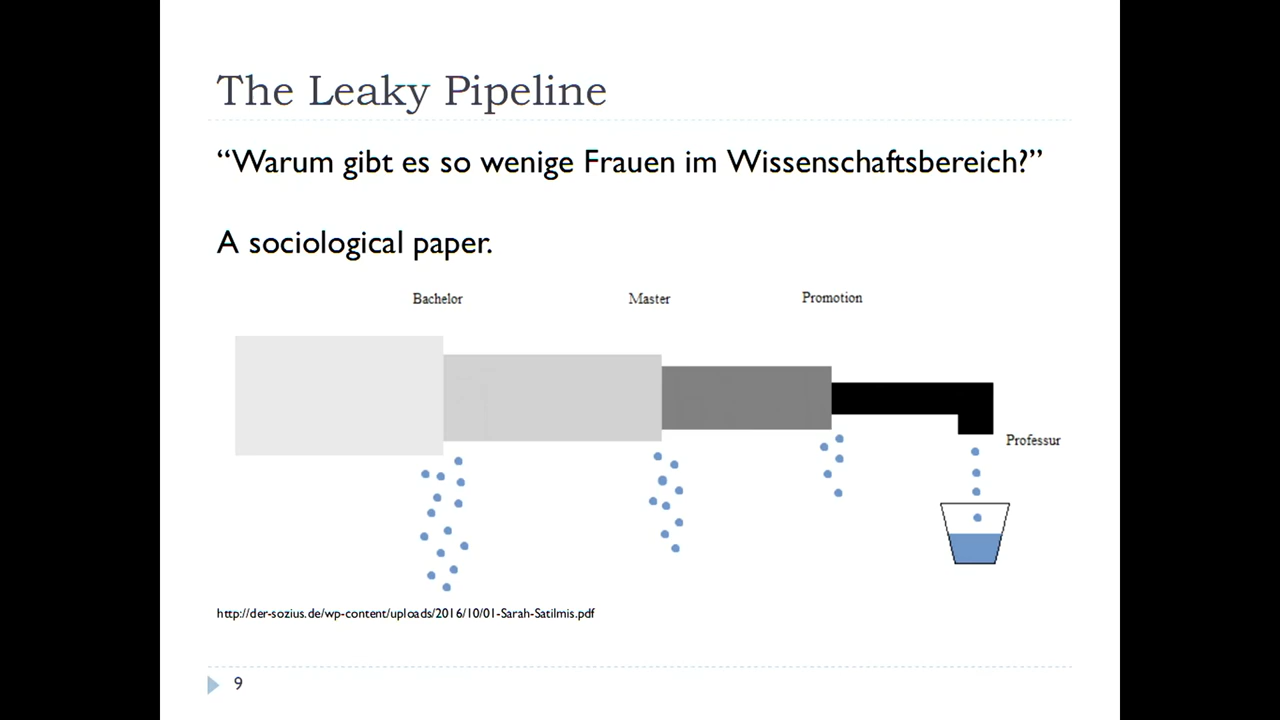 The Leaky Pipeline
“Warum gibt es so wenige Frauen im Wissenschaftsbereich?”
A sociological paper.
Bachelor
Master
Promotion
Professur
http://der-sozius.de/wp-content/uploads/2016/10/01-Sarah-Satilmis.pdf
9